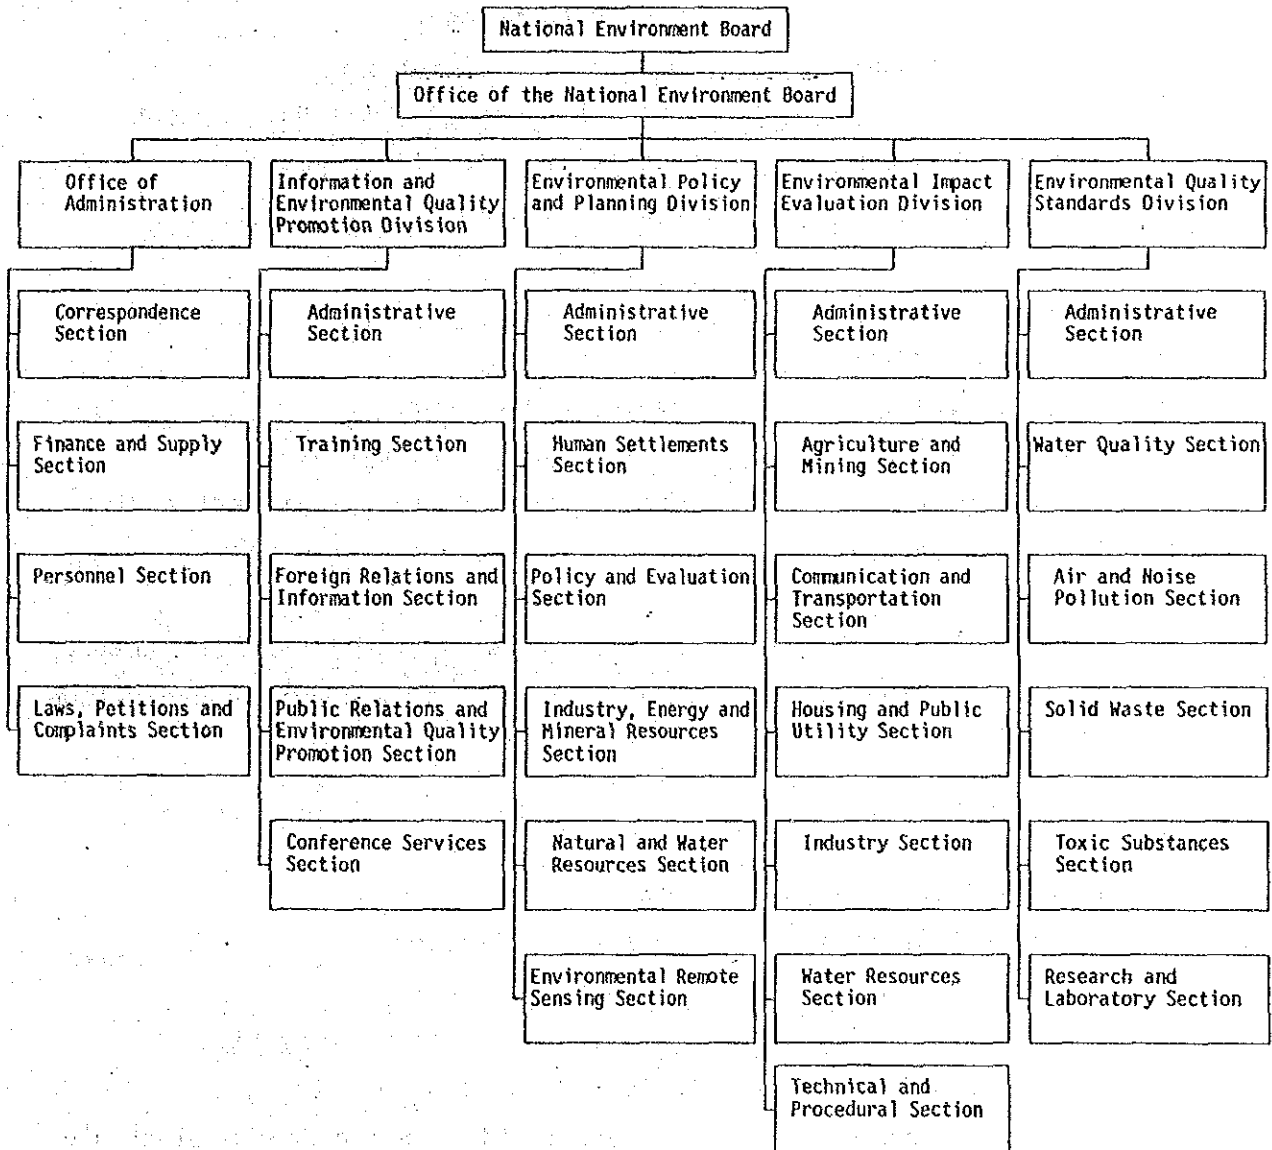 National Environment Board
Office of the National Environment Board
Office of
Administration
Information and
Environmental Quality
Promotion Division
Environmental Policy
and Planning Division
Environmental Impact
Evaluation Division
Environmental Quality
Standards Division
Correspondence
Section
Finance and Supply
Section
Personnel Section
Laws, Petitions and
Complaints Section
Administrative
Section
Training Section
Foreign Relations and
Information Section
Public Relations and
Environmental Quality
Promotion Section
Conference Services
Section
Administrative
Section
Human Settlements
Section
Policy and Evaluation
Section
Industry, Energy and
Mineral Resources
Section
Natural and Water
Resources Section
Environmental Remote
Sensing Section
Administrative
Section
Agriculture and
Mining Section
Communication and
Transportation
Section
Housing and Public
Utility Section
Industry Section
Water Resources
Section
Technical and
Procedural Section
Administrative
Section
Water Quality Section
Air and Noise
Pollution Section
Solid Waste Section
Toxic Substances
Section
Research and
Laboratory Section